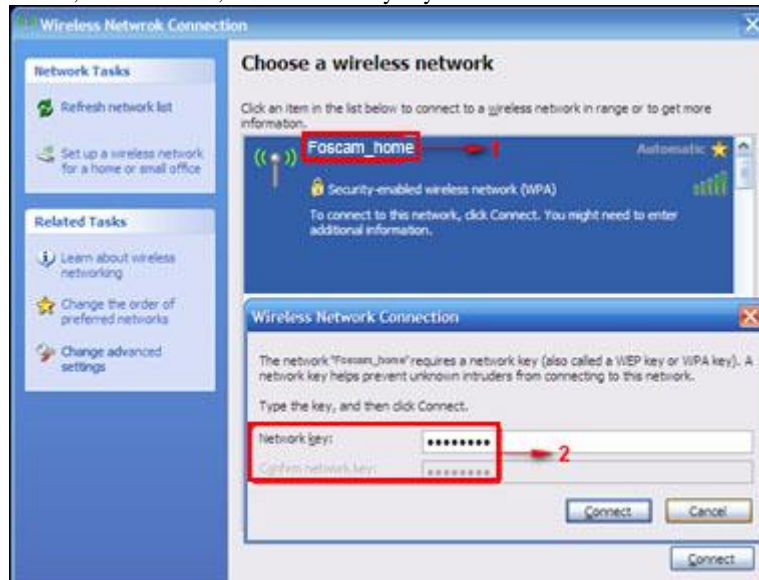 Wireless Netwrok Connection
Network Tasks
Refresh network list
Set up a wireless network
for a home or small office
Related Tasks
Learn about wireless
networking
Change the order of
preferred networks
Change advanced
settings
Choose a wireless network
Click an item in the list below to connect to a wireless network in range or to get more
information.
Foscam_home
1
Automatic
Security-enabled wireless network (WPA)
To connect to this network, click Connect. You might need to enter
additional information.
Wireless Network Connection
The network 'Foscam_home' requires a network key (also called a WEP key or WPA key). A
network key helps prevent unknown intruders from connecting to this network.
Type the key, and then click Connect.
Network key:
••••••••
2
Confirm network key:
••••••••
Connect
Cancel
Connect